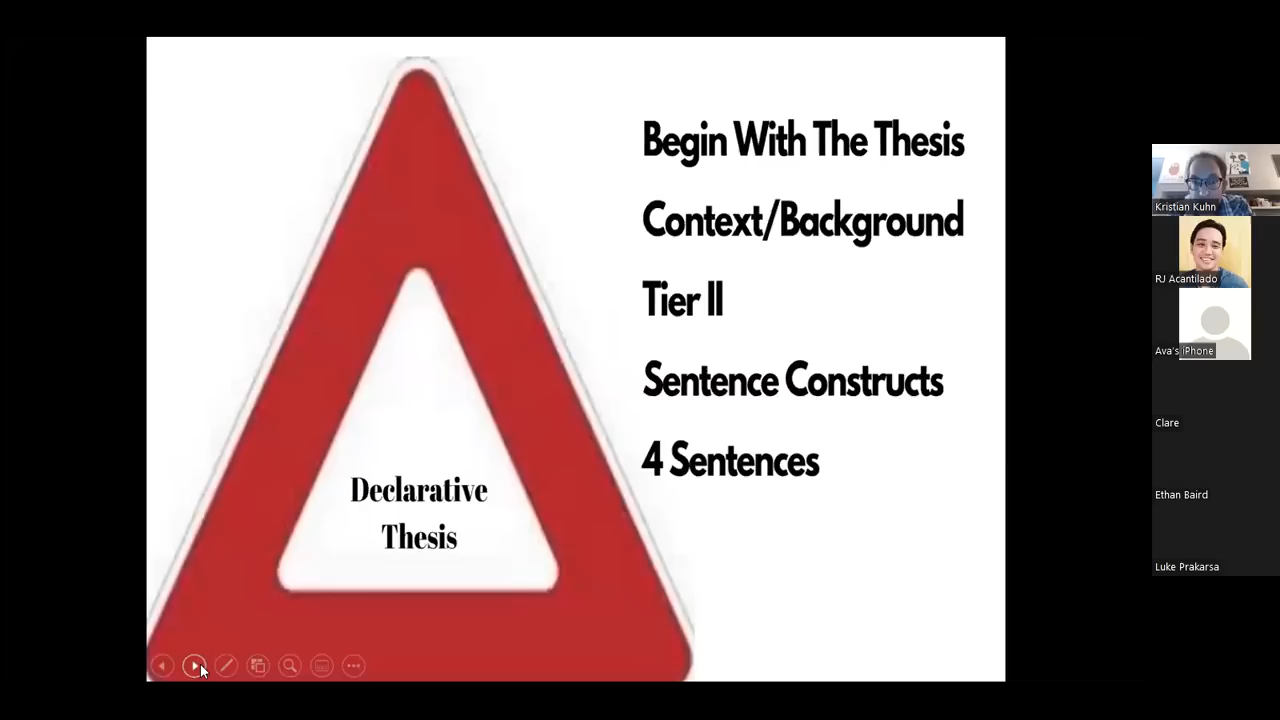 Begin With The Thesis
Context/Background
Tier II
Sentence Constructs
4 Sentences
Declarative
Thesis
Kristian Kuhn
RJ Acantilado
Ava's iPhone
Clare
Ethan Baird
Luke Prakarsa